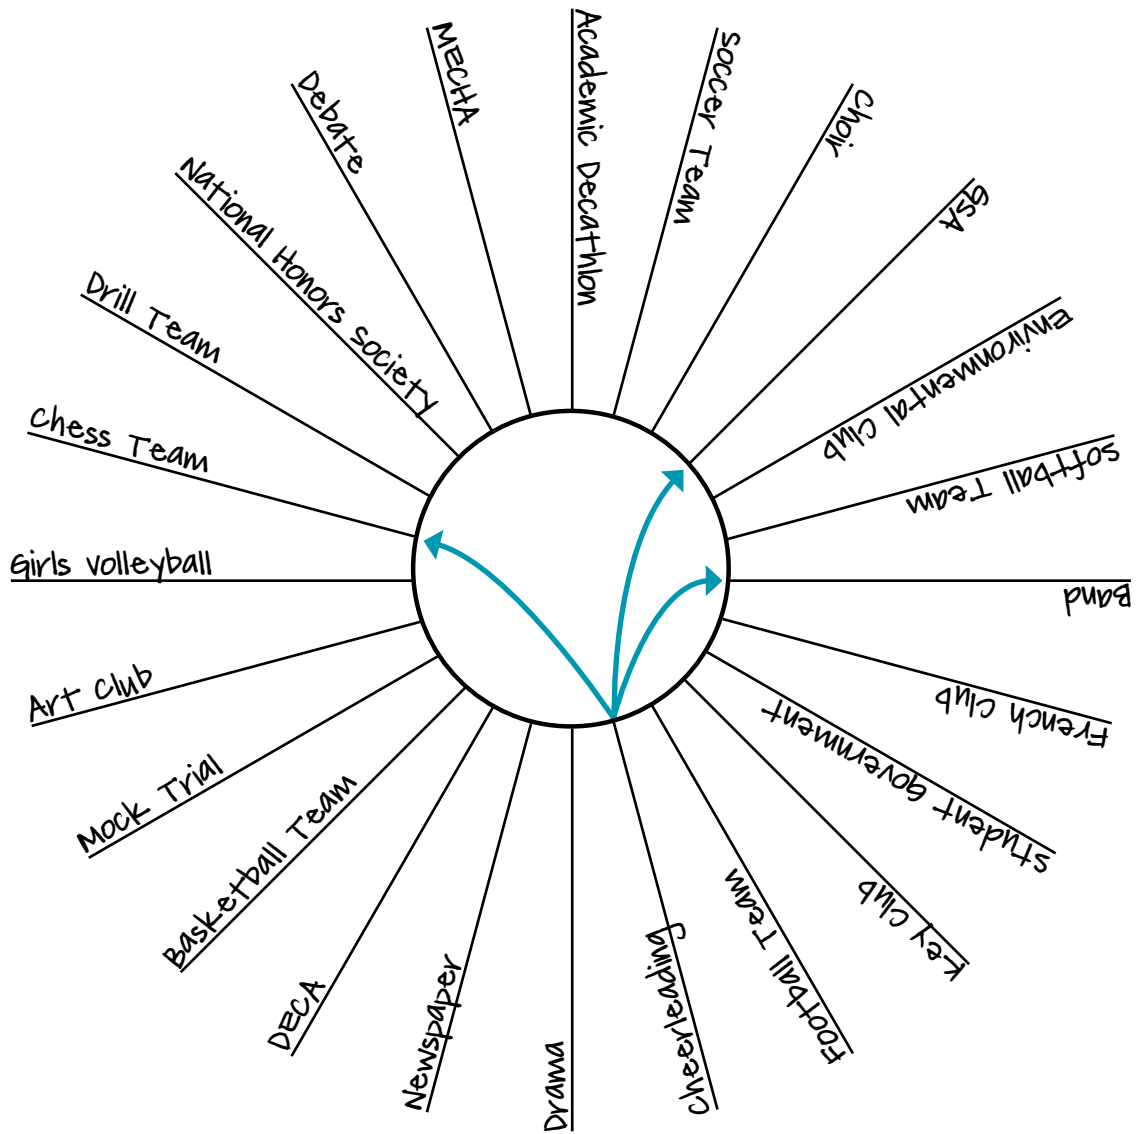 Academic Decathlon
soccer Team
choir
gsA
Environmental Club
softball Team
Band
French Club
student Government
Key Club
Football Team
Cheerleading
Drama
Newspaper
DECA
Basketball Team
Mock Trial
Art Club
Girls volleyball
Chess Team
Drill Team
National Honors society
Debate
MECHA